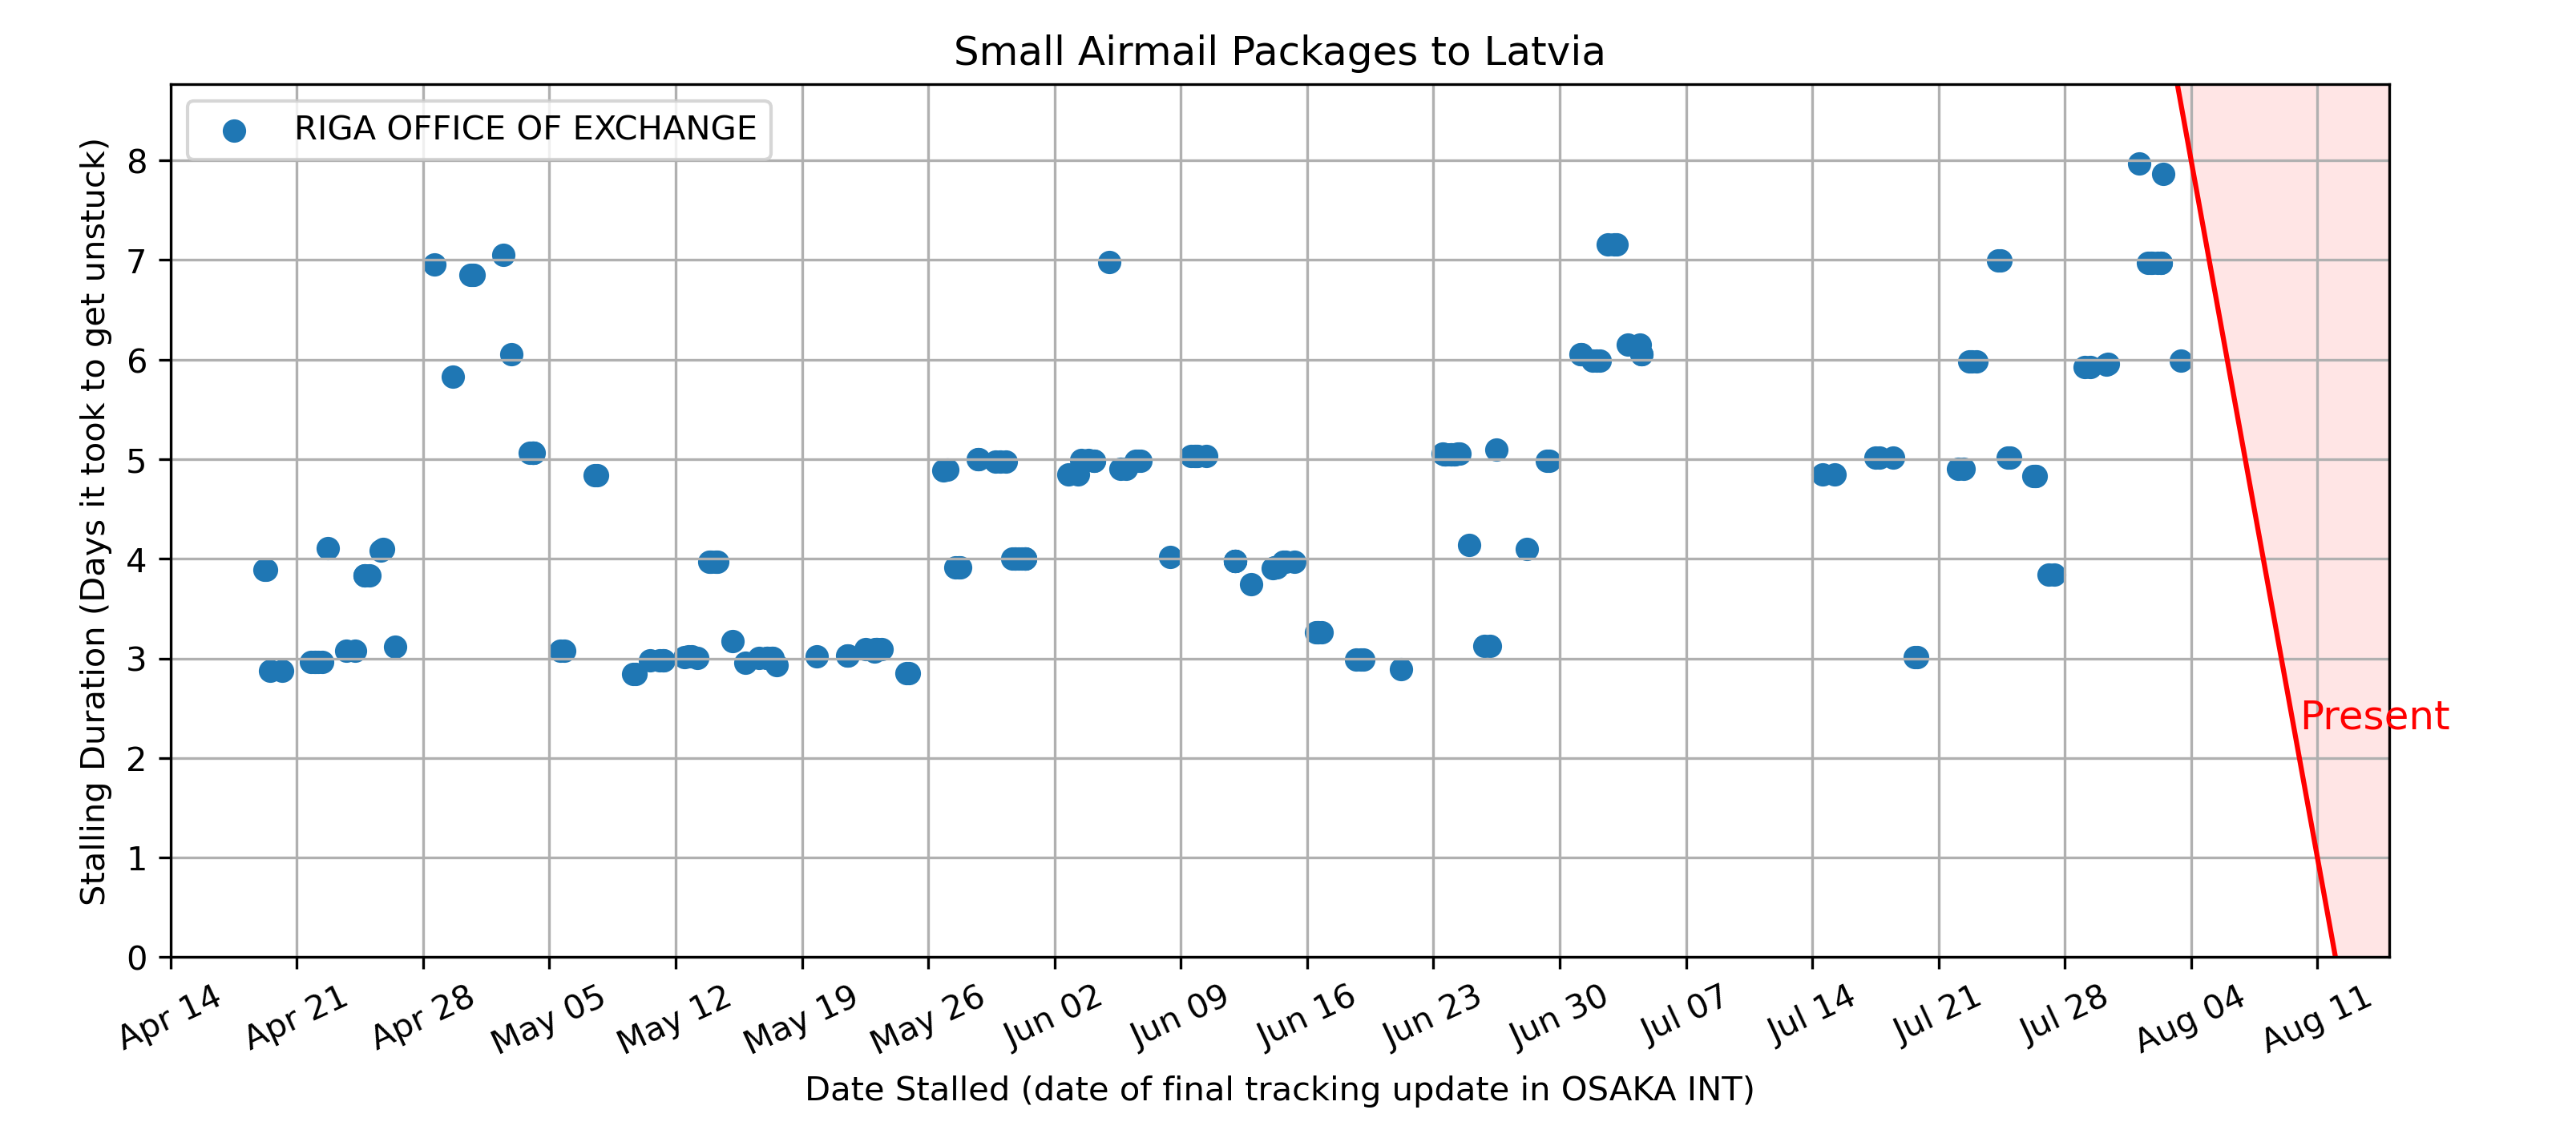 Small Airmail Packages to Latvia
RIGA OFFICE OF EXCHANGE
Stalling Duration (Days it took to get unstuck)
8
7
6
5
4
3
2
1
0
Present
Apr 14 Apr 21 Apr 28 May 05 May 12 May 19 May 26 Jun 02 Jun 09 Jun 16 Jun 23 Jun 30 Jul 07 Jul 14 Jul 21 Jul 28 Aug 04 Aug 11
Date Stalled (date of final tracking update in OSAKA INT)